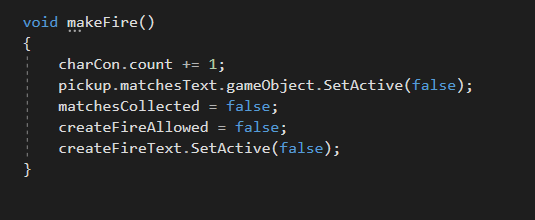 void makeFire()
{
charCon.count += 1;
pickup.matchesText.gameObject.SetActive(false);
matchesCollected = false;
createFireAllowed = false;
createFireText.SetActive(false);
}